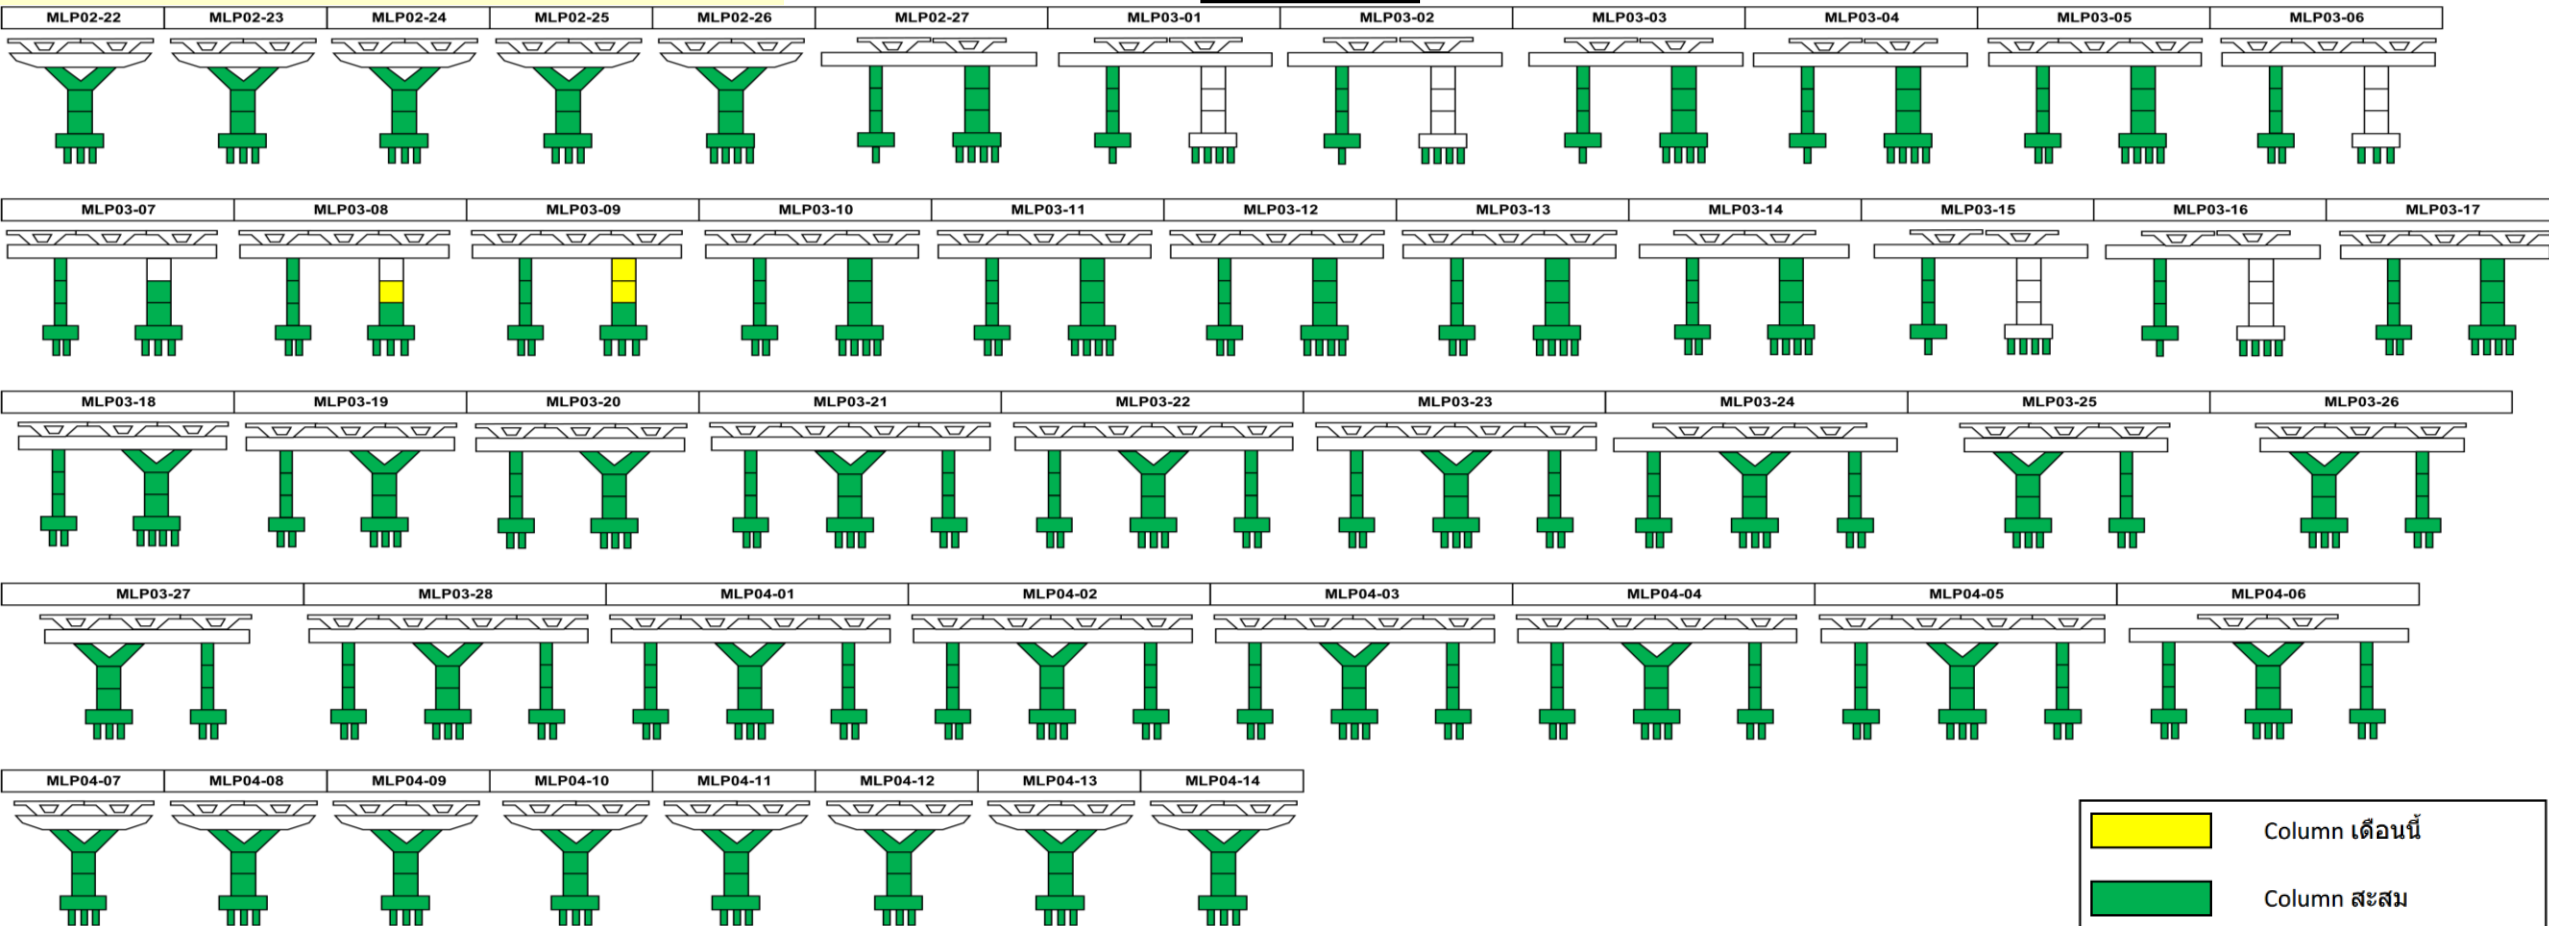 MLP02-22 MLP02-23 MLP02-24 MLP02-25 MLP02-26 MLP02-27 MLP03-01 MLP03-02 MLP03-03 MLP03-04 MLP03-05 MLP03-06
MLP03-07 MLP03-08 MLP03-09 MLP03-10 MLP03-11 MLP03-12 MLP03-13 MLP03-14 MLP03-15 MLP03-16 MLP03-17
MLP03-18 MLP03-19 MLP03-20 MLP03-21 MLP03-22 MLP03-23 MLP03-24 MLP03-25 MLP03-26
MLP03-27 MLP03-28 MLP04-01 MLP04-02 MLP04-03 MLP04-04 MLP04-05 MLP04-06
MLP04-07 MLP04-08 MLP04-09 MLP04-10 MLP04-11 MLP04-12 MLP04-13 MLP04-14
Column เดือนนี้
Column สะสม